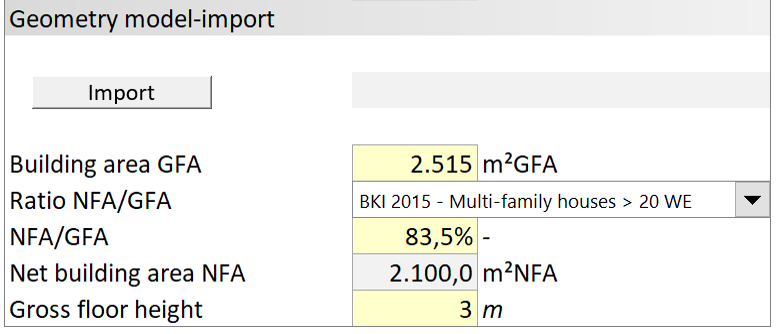 Geometry model-import
Import
Building area GFA 2.515 m²GFA
Ratio NFA/GFA BKI 2015 - Multi-family houses > 20 WE
NFA/GFA 83,5% -
Net building area NFA 2.100,0 m²NFA
Gross floor height 3 m